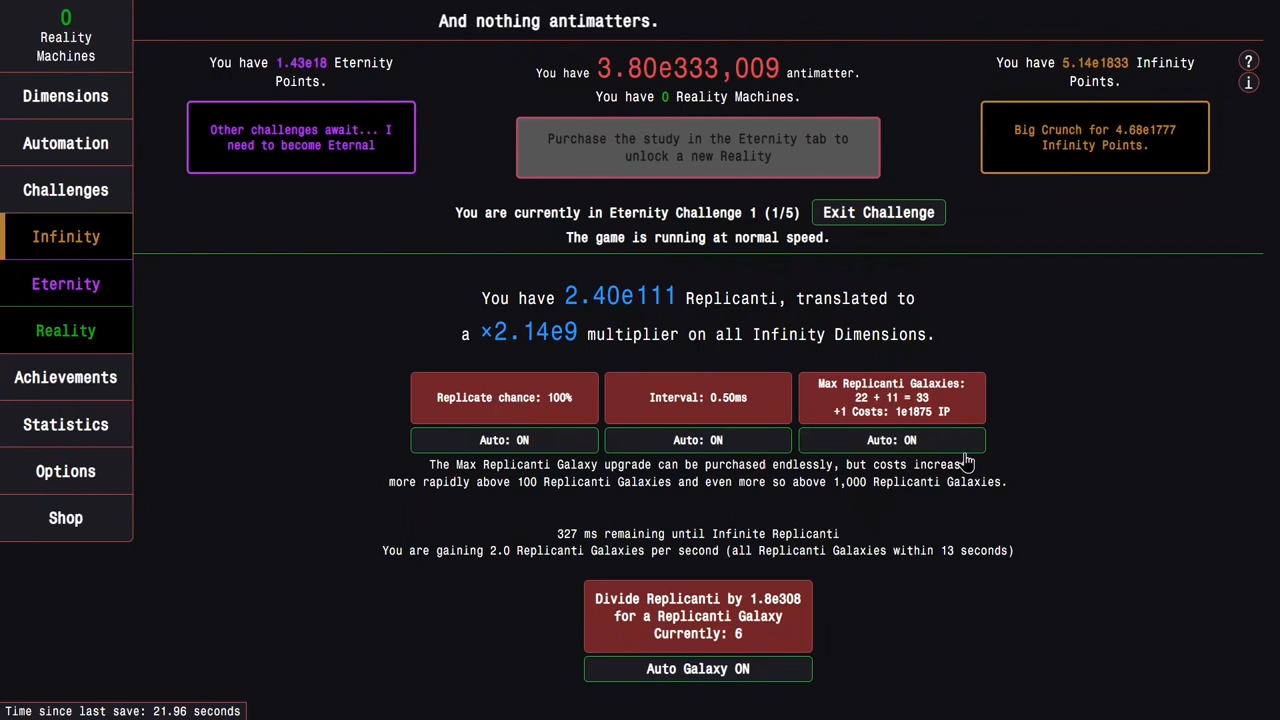 0
Reality
Machines
Dimensions
Automation
Challenges
Infinity
Eternity
Reality
Achievements
Statistics
Options
Shop
And nothing antimatters.
You have 1.43e18 Eternity
Points.
Other challenges await... I
need to become Eternal
You have 3.80e333,009 antimatter.
You have 0 Reality Machines.
Purchase the study in the Eternity tab to
unlock a new Reality
You have 5.14e1833 Infinity
Points.
Big Crunch for 4.68e1777
Infinity Points.
?
i
You are currently in Eternity Challenge 1 (1/5)
Exit Challenge
The game is running at normal speed.
You have 2.40e111 Replicanti, translated to
a ×2.14e9 multiplier on all Infinity Dimensions.
Replicate chance: 100%
Interval: 0.50ms
Max Replicanti Galaxies:
22 + 11 = 33
+1 Costs: 1e1875 IP
Auto: ON
Auto: ON
Auto: ON
The Max Replicanti Galaxy upgrade can be purchased endlessly, but costs increas
more rapidly above 100 Replicanti Galaxies and even more so above 1,000 Replicanti Galaxies.
327 ms remaining until Infinite Replicanti
You are gaining 2.0 Replicanti Galaxies per second (all Replicanti Galaxies within 13 seconds)
Divide Replicanti by 1.8e308
for a Replicanti Galaxy
Currently: 6
Auto Galaxy ON
Time since last save: 21.96 seconds